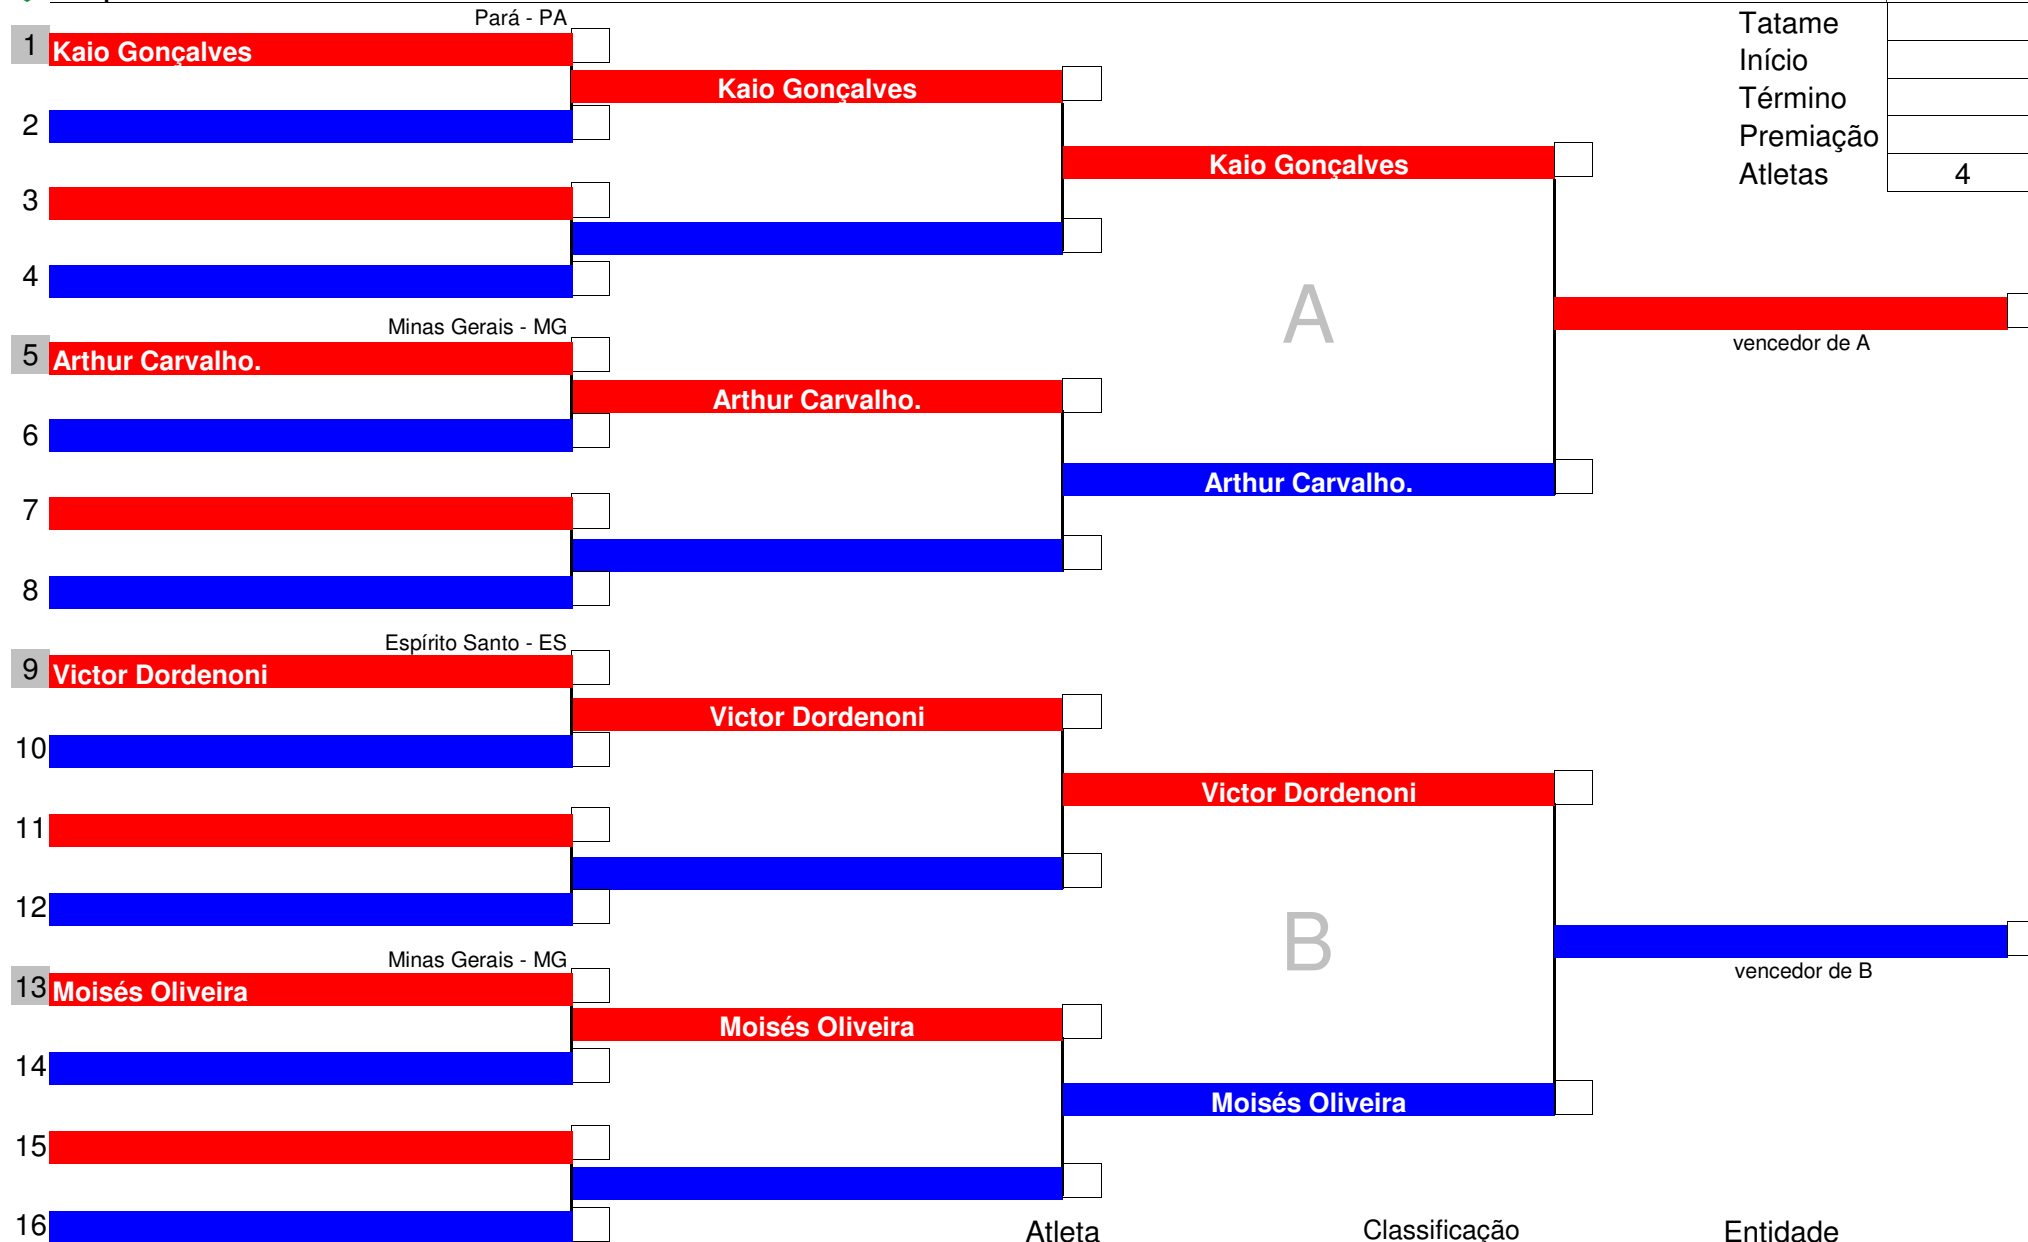 Pará - PA
1 Kaio Gonçalves
Kaio Gonçalves
2
Kaio Gonçalves
3
4
Tatame
Início
Término
Premiação
Atletas 4
A
vencedor de A
Minas Gerais - MG
5 Arthur Carvalho.
Arthur Carvalho.
6
Arthur Carvalho.
7
8
Espírito Santo - ES
9 Victor Dordenoni
Victor Dordenoni
10
Victor Dordenoni
11
12
B
vencedor de B
Minas Gerais - MG
13 Moisés Oliveira
Moisés Oliveira
14
Moisés Oliveira
15
16
Atleta Classificação Entidade